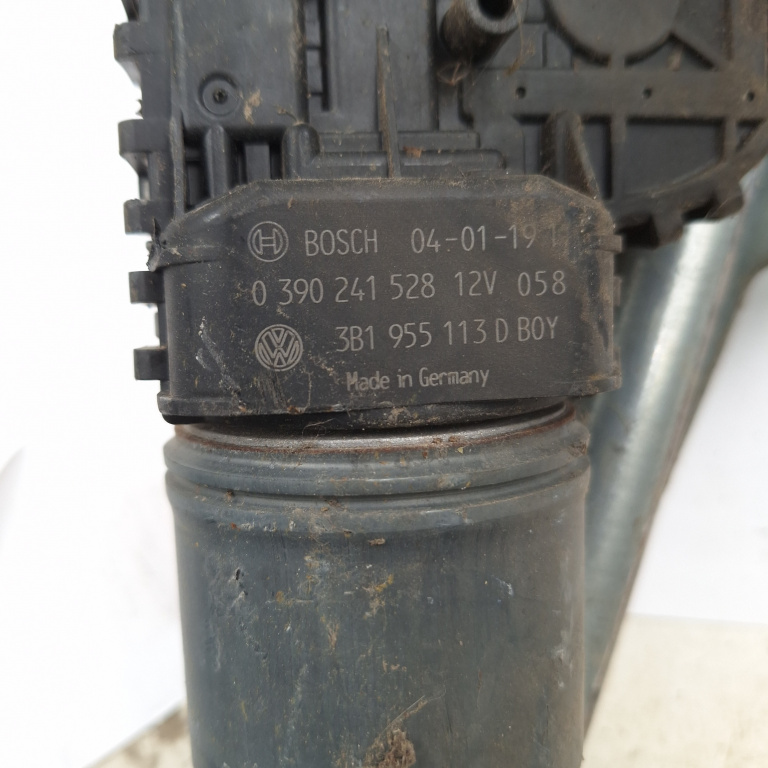 BOSCH 04-01-19
0 390 241 528 12V 058
3B1 955 113 D BOY
Made in Germany